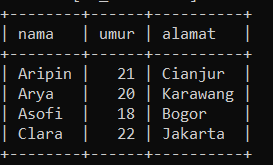 +--------+------+----------+
| nama   | umur | alamat   |
+--------+------+----------+
| Aripin |   21 | Cianjur  |
| Arya   |   20 | Karawang |
| Asofi  |   18 | Bogor    |
| Clara  |   22 | Jakarta  |
+--------+------+----------+